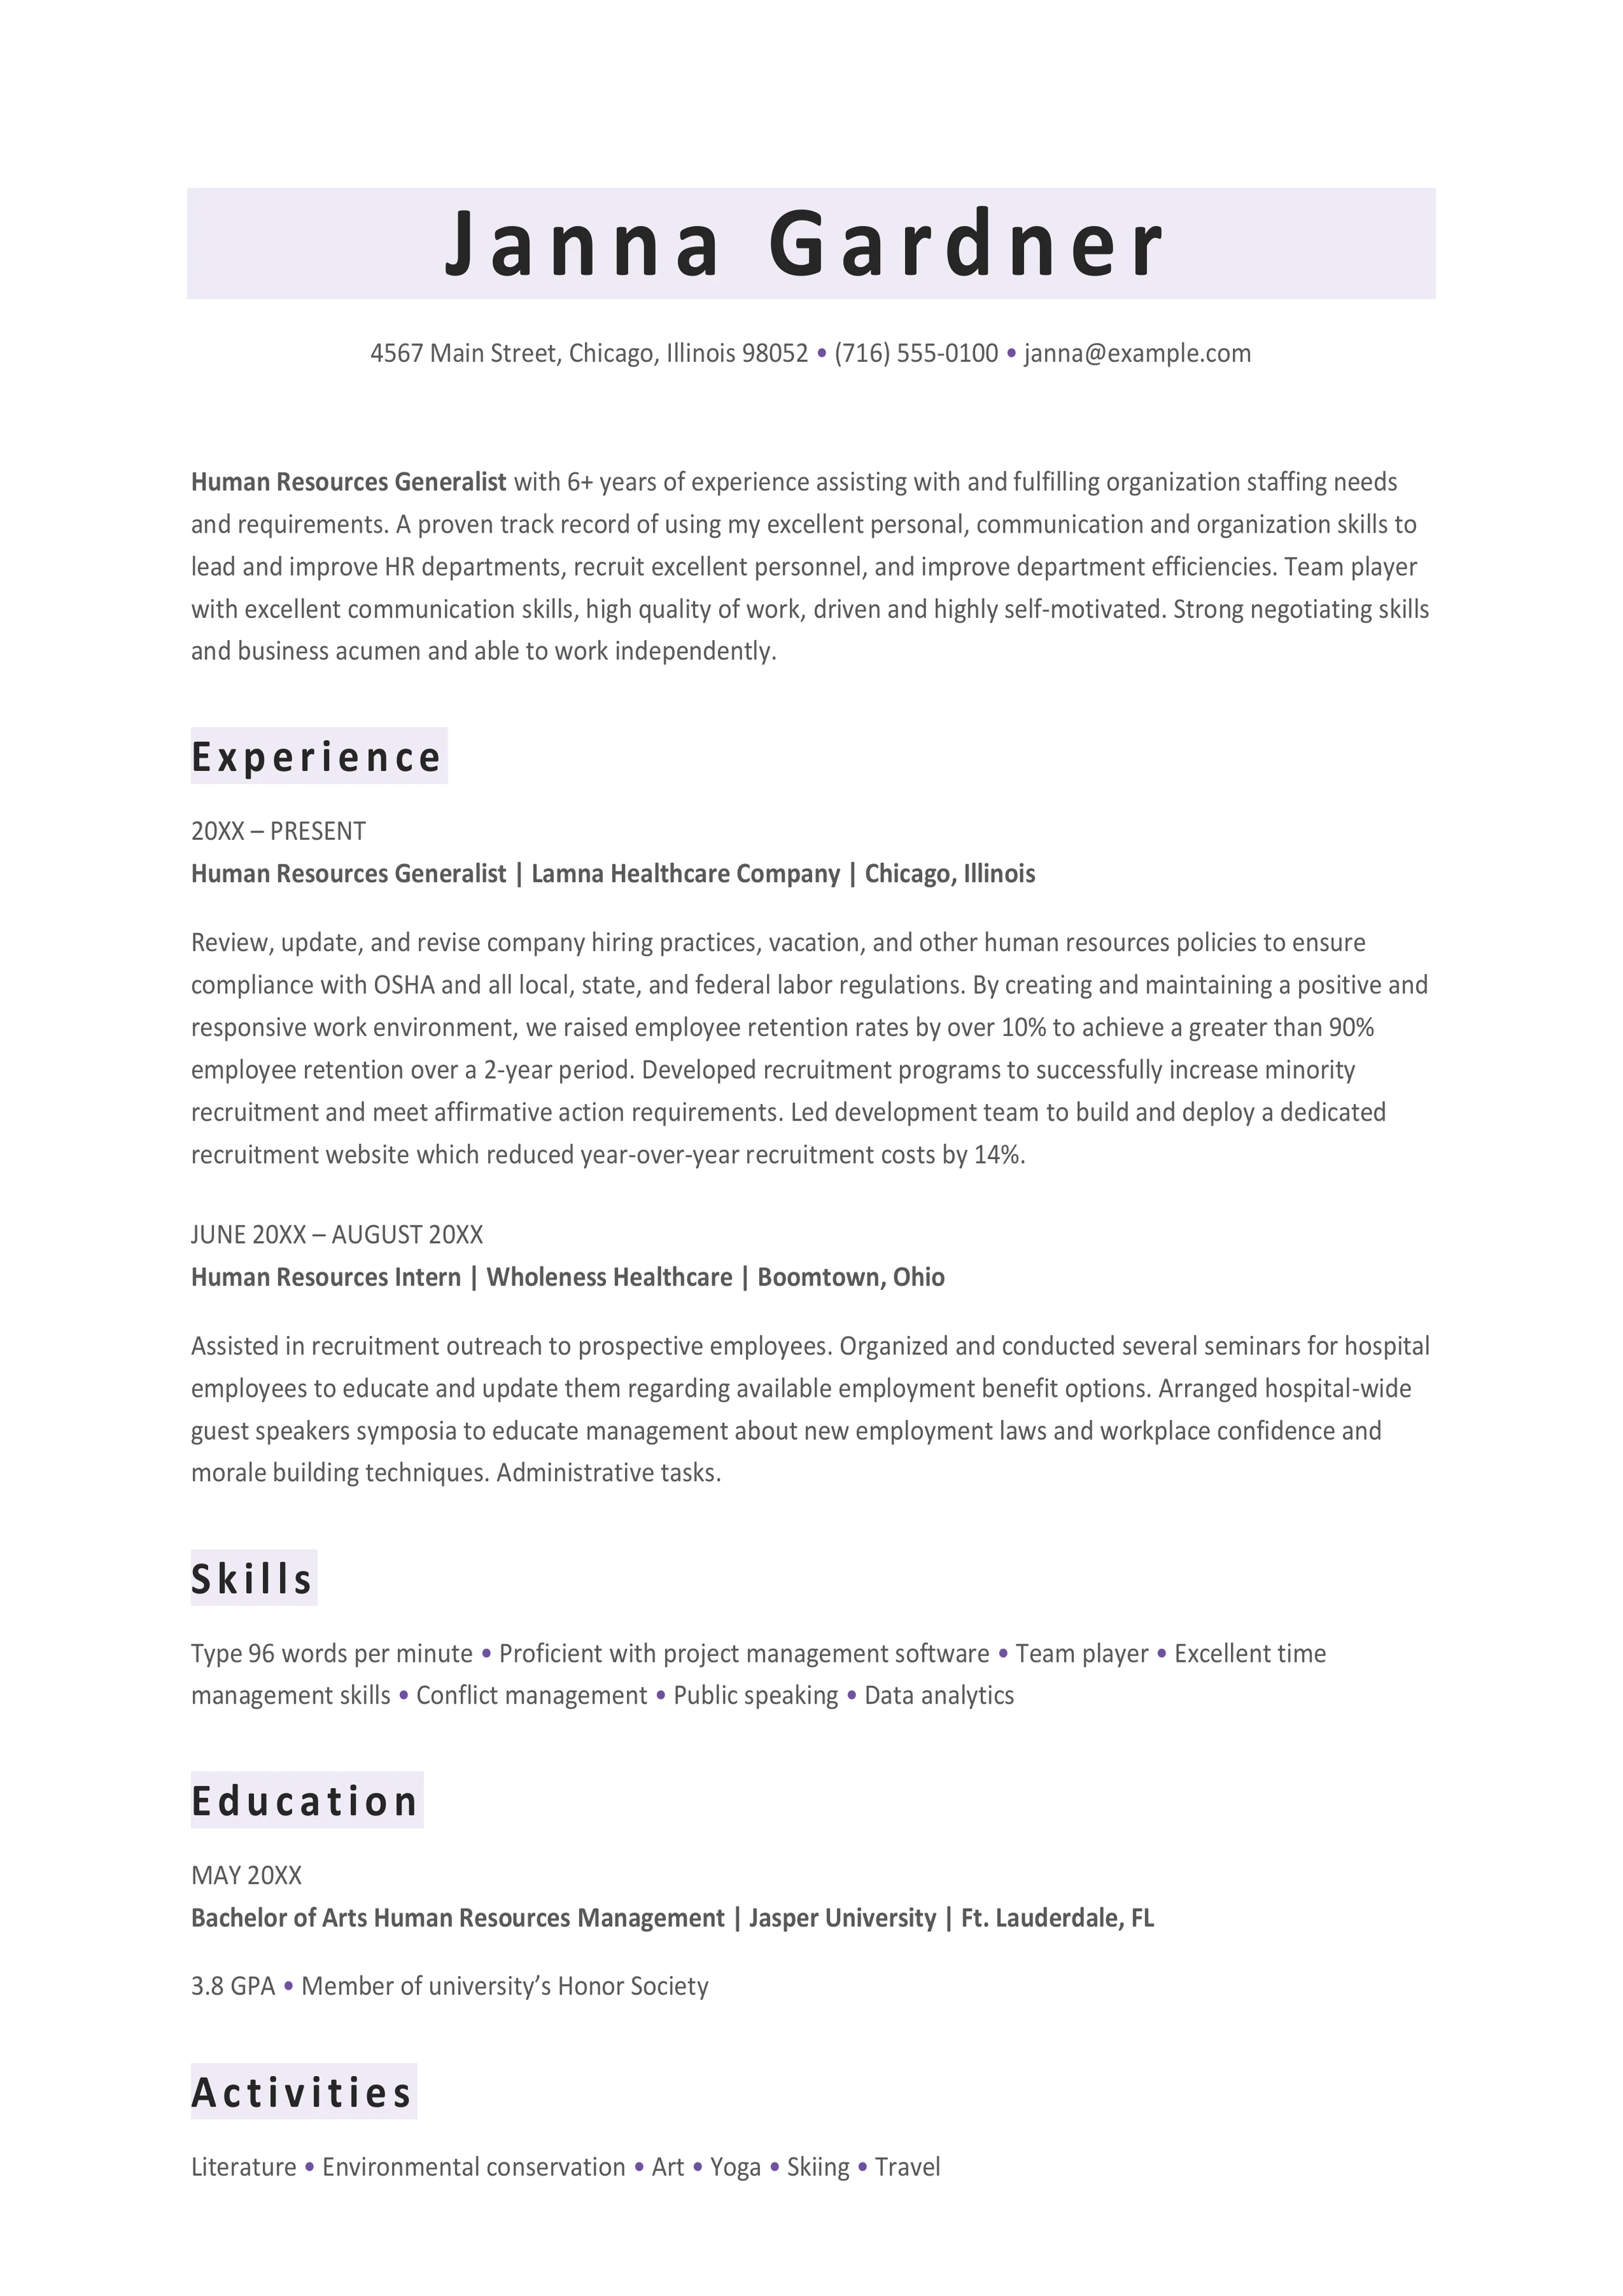 Janna Gardner
4567 Main Street, Chicago, Illinois 98052 • (716) 555-0100 • janna@example.com
Human Resources Generalist with 6+ years of experience assisting with and fulfilling organization staffing needs
and requirements. A proven track record of using my excellent personal, communication and organization skills to
lead and improve HR departments, recruit excellent personnel, and improve department efficiencies. Team player
with excellent communication skills, high quality of work, driven and highly self-motivated. Strong negotiating skills
and business acumen and able to work independently.
Experience
20XX – PRESENT
Human Resources Generalist | Lamna Healthcare Company | Chicago, Illinois
Review, update, and revise company hiring practices, vacation, and other human resources policies to ensure
compliance with OSHA and all local, state, and federal labor regulations. By creating and maintaining a positive and
responsive work environment, we raised employee retention rates by over 10% to achieve a greater than 90%
employee retention over a 2-year period. Developed recruitment programs to successfully increase minority
recruitment and meet affirmative action requirements. Led development team to build and deploy a dedicated
recruitment website which reduced year-over-year recruitment costs by 14%.
JUNE 20XX – AUGUST 20XX
Human Resources Intern | Wholeness Healthcare | Boomtown, Ohio
Assisted in recruitment outreach to prospective employees. Organized and conducted several seminars for hospital
employees to educate and update them regarding available employment benefit options. Arranged hospital-wide
guest speakers symposia to educate management about new employment laws and workplace confidence and
morale building techniques. Administrative tasks.
Skills
Type 96 words per minute • Proficient with project management software • Team player • Excellent time
management skills • Conflict management • Public speaking • Data analytics
Education
MAY 20XX
Bachelor of Arts Human Resources Management | Jasper University | Ft. Lauderdale, FL
3.8 GPA • Member of university’s Honor Society
Activities
Literature • Environmental conservation • Art • Yoga • Skiing • Travel